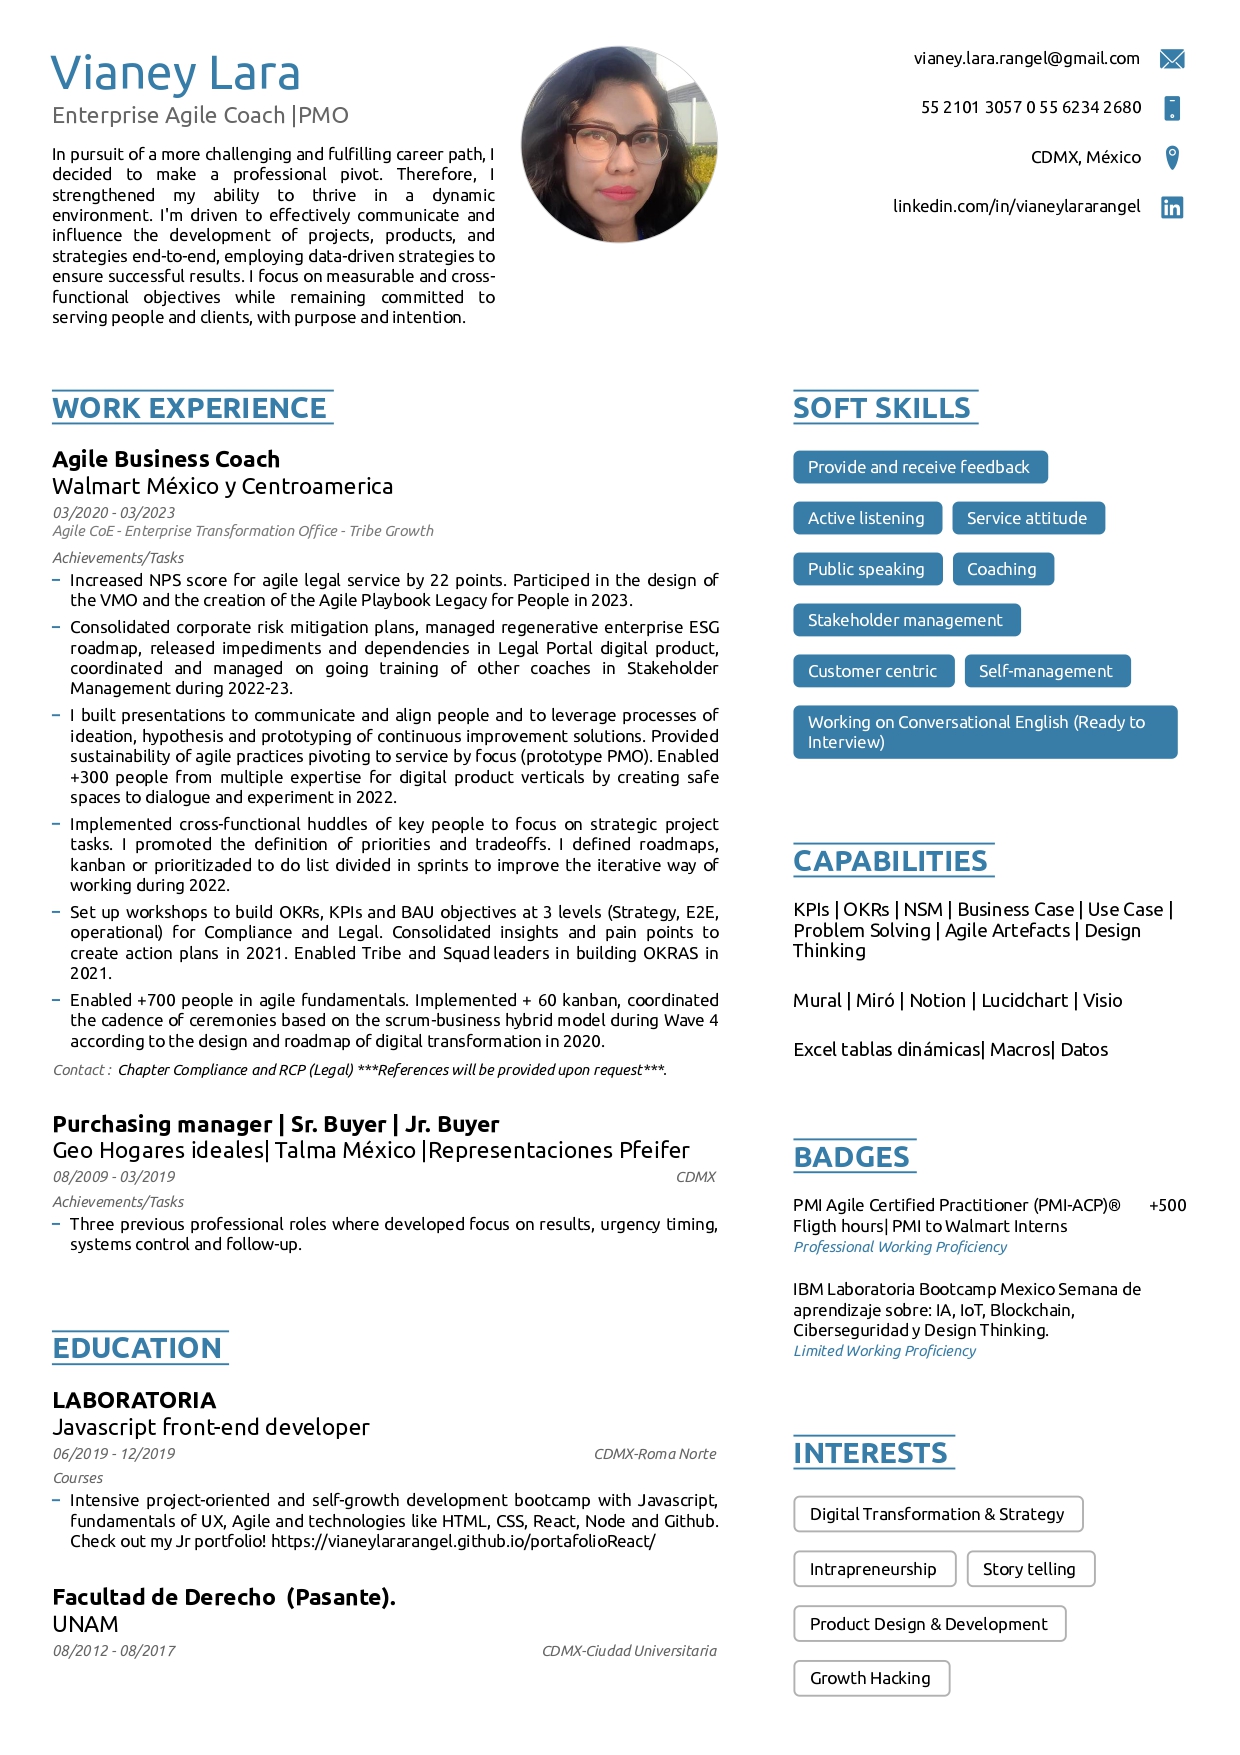 Vianey Lara
Enterprise Agile Coach |PMO
In pursuit of a more challenging and fulfilling career path, I
decided to make a professional pivot. Therefore, I
strengthened my ability to thrive in a dynamic
environment. I'm driven to effectively communicate and
influence the development of projects, products, and
strategies end-to-end, employing data-driven strategies to
ensure successful results. I focus on measurable and cross-
functional objectives while remaining committed to
serving people and clients, with purpose and intention.
vianey.lara.rangel@gmail.com
55 2101 3057 0 55 6234 2680
CDMX, México
linkedin.com/in/vianeylararangel
WORK EXPERIENCE
Agile Business Coach
Walmart México y Centroamerica
03/2020 - 03/2023
Agile CoE - Enterprise Transformation Office - Tribe Growth
Achievements/Tasks
– Increased NPS score for agile legal service by 22 points. Participed in the design of
the VMO and the creation of the Agile Playbook Legacy for People in 2023.
– Consolidated corporate risk mitigation plans, managed regenerative enterprise ESG
roadmap, released impediments and dependencies in Legal Portal digital product,
coordinated and managed on going training of other coaches in Stakeholder
Management during 2022-23.
– I built presentations to communicate and align people and to leverage processes of
ideation, hypothesis and prototyping of continuous improvement solutions. Provided
sustainability of agile practices pivoting to service by focus (prototype PMO). Enabled
+300 people from multiple expertise for digital product verticals by creating safe
spaces to dialogue and experiment in 2022.
– Implemented cross-functional huddles of key people to focus on strategic project
tasks. I promoted the definition of priorities and tradeoffs. I defined roadmaps,
kanban or prioritizaded to do list divided in sprints to improve the iterative way of
working during 2022.
– Set up workshops to build OKRs, KPIs and BAU objectives at 3 levels (Strategy, E2E,
operational) for Compliance and Legal. Consolidated insights and pain points to
create action plans in 2021. Enabled Tribe and Squad leaders in building OKRAS in
2021.
– Enabled +700 people in agile fundamentals. Implemented + 60 kanban, coordinated
the cadence of ceremonies based on the scrum-business hybrid model during Wave 4
according to the design and roadmap of digital transformation in 2020.
Contact : Chapter Compliance and RCP (Legal) ***References will be provided upon request***.
Purchasing manager | Sr. Buyer | Jr. Buyer
Geo Hogares ideales| Talma México |Representaciones Pfeifer
08/2009 - 03/2019 CDMX
Achievements/Tasks
– Three previous professional roles where developed focus on results, urgency timing,
systems control and follow-up.
EDUCATION
LABORATORIA
Javascript front-end developer
06/2019 - 12/2019 CDMX-Roma Norte
Courses
– Intensive project-oriented and self-growth development bootcamp with Javascript,
fundamentals of UX, Agile and technologies like HTML, CSS, React, Node and Github.
Check out my Jr portfolio! https://vianeylararangel.github.io/portafolioReact/
Facultad de Derecho (Pasante).
UNAM
08/2012 - 08/2017 CDMX-Ciudad Universitaria
SOFT SKILLS
Provide and receive feedback
Active listening Service attitude
Public speaking Coaching
Stakeholder management
Customer centric Self-management
Working on Conversational English (Ready to
Interview)
CAPABILITIES
KPIs | OKRs | NSM | Business Case | Use Case |
Problem Solving | Agile Artefacts | Design
Thinking
Mural | Miró | Notion | Lucidchart | Visio
Excel tablas dinámicas| Macros| Datos
BADGES
PMI Agile Certified Practitioner (PMI-ACP)® +500
Fligth hours| PMI to Walmart Interns
Professional Working Proficiency
IBM Laboratoria Bootcamp Mexico Semana de
aprendizaje sobre: IA, IoT, Blockchain,
Ciberseguridad y Design Thinking.
Limited Working Proficiency
INTERESTS
Digital Transformation & Strategy
Intrapreneurship Story telling
Product Design & Development
Growth Hacking